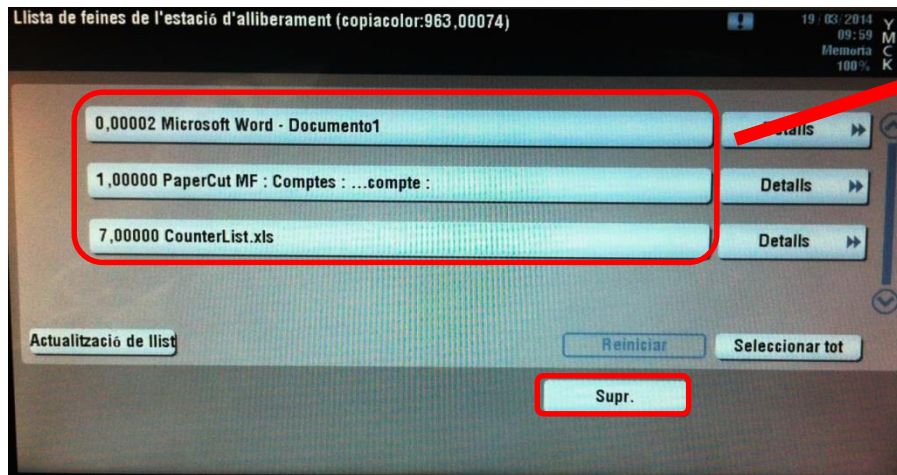 Llista de feines de l'estació d'alliberament (copiacolor:963,00074)
19/03/2014
09:59
Memoria
100%
Y
M
C
K
0,00002 Microsoft Word - Documento1
Detalls
1,00000 PaperCut MF : Comptes : ...compte :
Detalls
7,00000 CounterList.xls
Detalls
Actualització de llist
Reiniciar
Seleccionar tot
Supr.